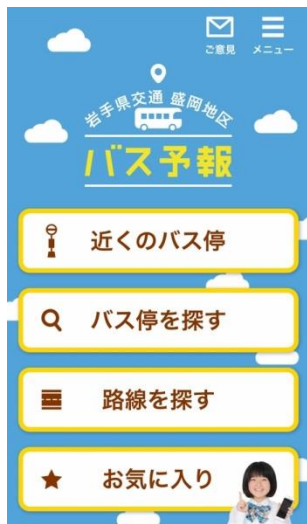 ご意見 メニュー
岩手県交通 盛岡地区
バス予報
近くのバス停
バス停を探す
路線を探す
お気に入り